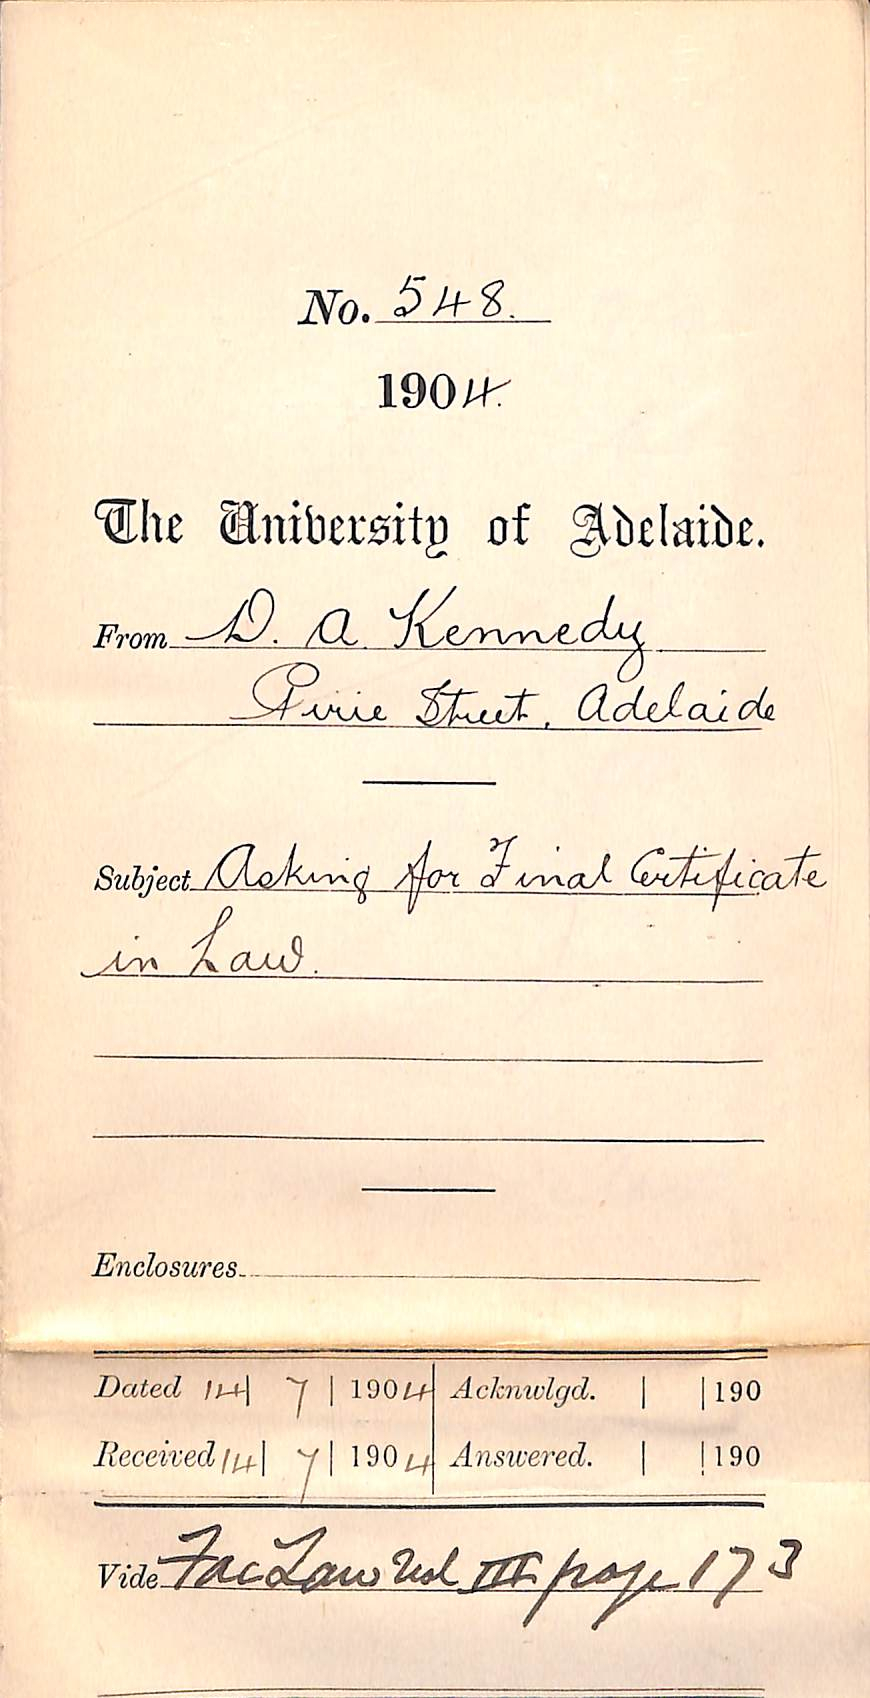 No. 548.
1904.
The University of Adelaide.
From D. A. Kennedy
Pirie Street, Adelaide
Subject Asking for Final Certificate
in Law.
Enclosures
Dated 14| 7 | 1904 Acknwlgd. | |190
Received 14| 7 | 1904 Answered. | |190
Vide Fac Law Vol III page 173